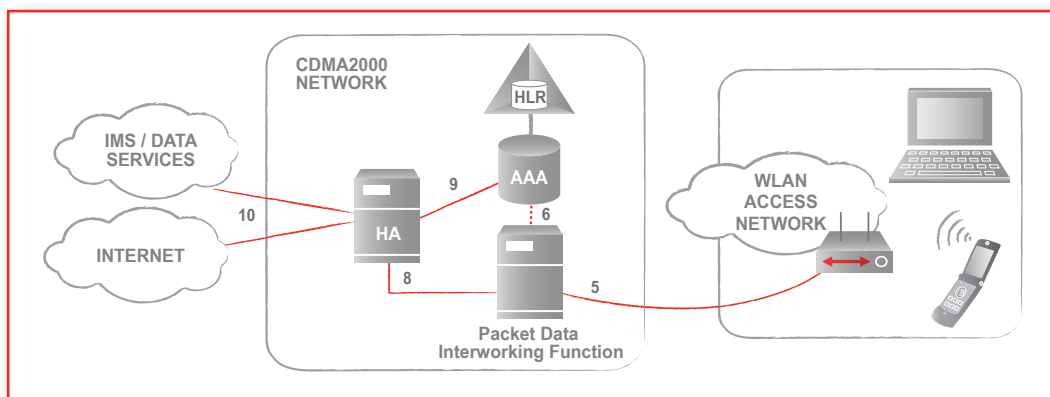 CDMA2000
NETWORK
HLR
IMS / DATA
SERVICES
AAA
9
WLAN
ACCESS
NETWORK
10
HA
6
INTERNET
8
5
Packet Data
Interworking Function